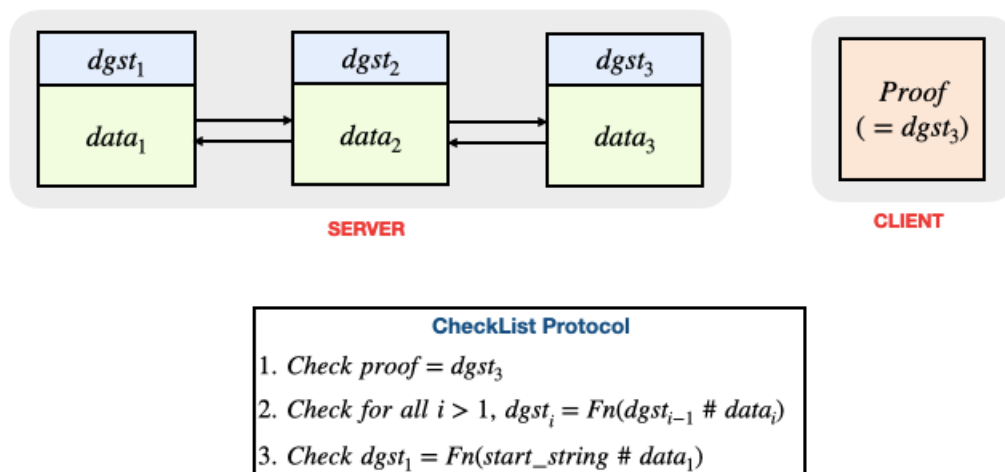 dgst₁ dgst₂ dgst₃
data₁ data₂ data₃
Proof
( = dgst₃)
SERVER
CLIENT
CheckList Protocol
1. Check proof = dgst₃
2. Check for all i > 1, dgstᵢ = Fn(dgstᵢ₋₁ # dataᵢ)
3. Check dgst₁ = Fn(start_string # data₁)